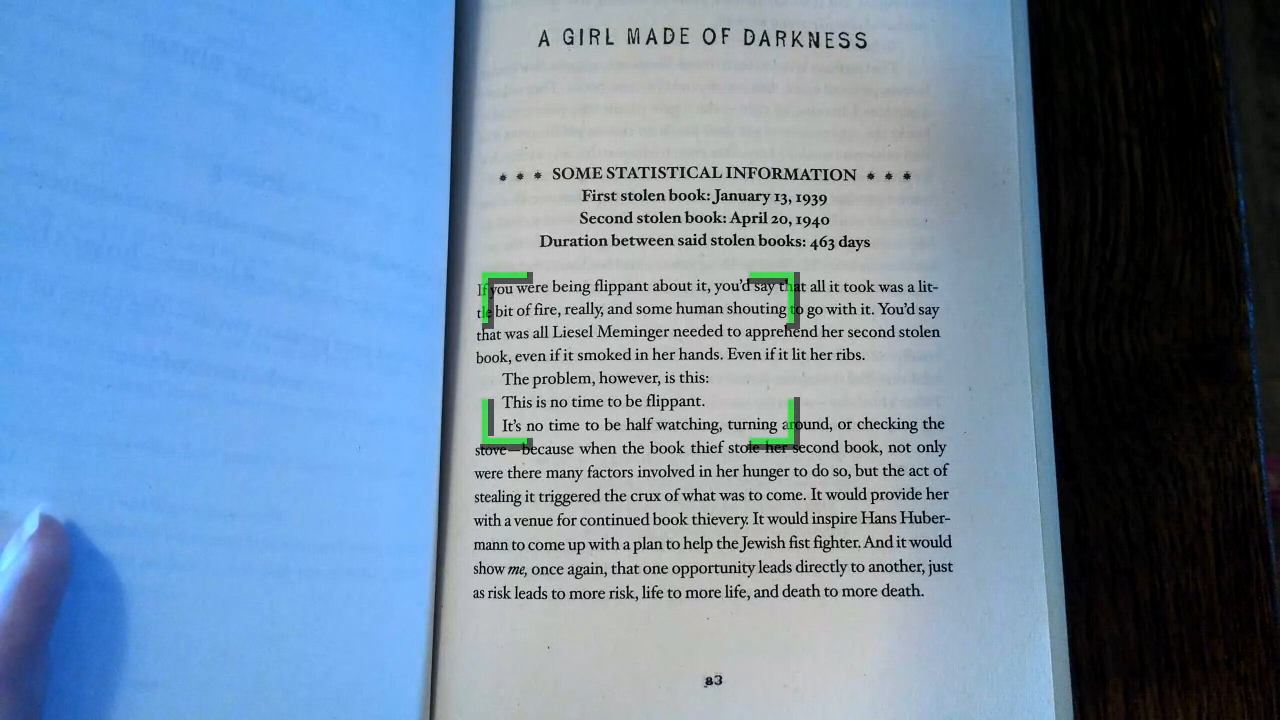 A GIRL MADE OF DARKNESS
* * * SOME STATISTICAL INFORMATION * * *
First stolen book: January 13, 1939
Second stolen book: April 20, 1940
Duration between said stolen books: 463 days
If you were being flippant about it, you'd say that all it took was a lit-
tle bit of fire, really, and some human shouting to go with it. You'd say
that was all Liesel Meminger needed to apprehend her second stolen
book, even if it smoked in her hands. Even if it lit her ribs.
The problem, however, is this:
This is no time to be flippant.
It's no time to be half watching, turning around, or checking the
stove—because when the book thief stole her second book, not only
were there many factors involved in her hunger to do so, but the act of
stealing it triggered the crux of what was to come. It would provide her
with a venue for continued book thievery. It would inspire Hans Huber-
mann to come up with a plan to help the Jewish fist fighter. And it would
show me, once again, that one opportunity leads directly to another, just
as risk leads to more risk, life to more life, and death to more death.
83